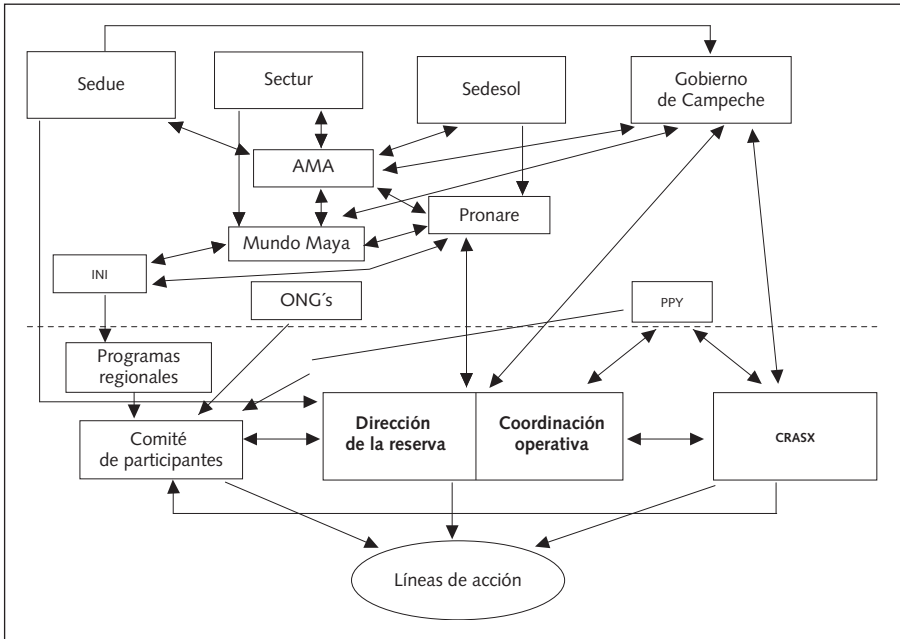 Sedue
Sectur
Sedesol
Gobierno
de Campeche
AMA
Pronare
Mundo Maya
INI
ONG´s
PPY
Programas
regionales
Comité
de participantes
Dirección
de la reserva
Coordinación
operativa
CRASX
Líneas de acción